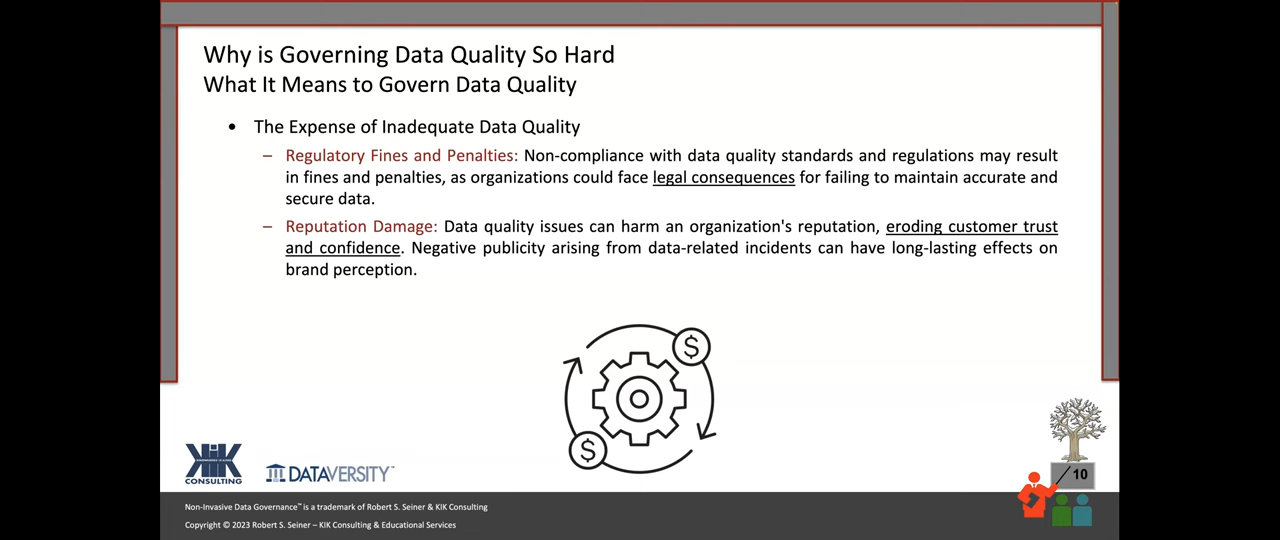 Why is Governing Data Quality So Hard
What It Means to Govern Data Quality
• The Expense of Inadequate Data Quality
– Regulatory Fines and Penalties: Non-compliance with data quality standards and regulations may result
in fines and penalties, as organizations could face legal consequences for failing to maintain accurate and
secure data.
– Reputation Damage: Data quality issues can harm an organization's reputation, eroding customer trust
and confidence. Negative publicity arising from data-related incidents can have long-lasting effects on
brand perception.
$
$
KIK
CONSULTING
DATAVERSITY™
10
Non-Invasive Data Governance™ is a trademark of Robert S. Seiner & KIK Consulting
Copyright © 2023 Robert S. Seiner – KIK Consulting & Educational Services